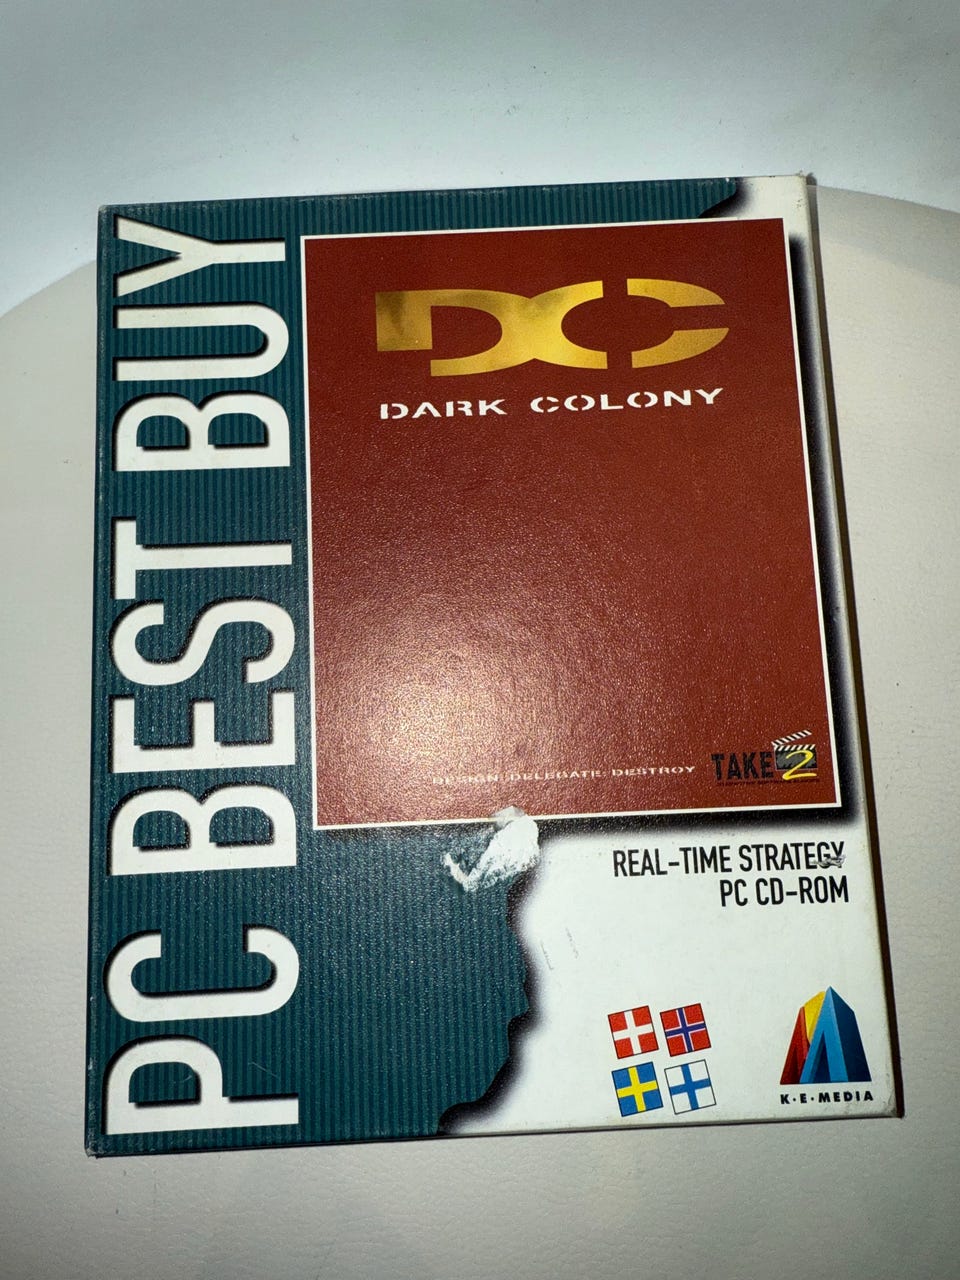 PC BEST BUY
DC
DARK COLONY
DESIGN. DELEGATE. DESTROY
TAKE 2
REAL-TIME STRATEGY
PC CD-ROM
K·E·MEDIA